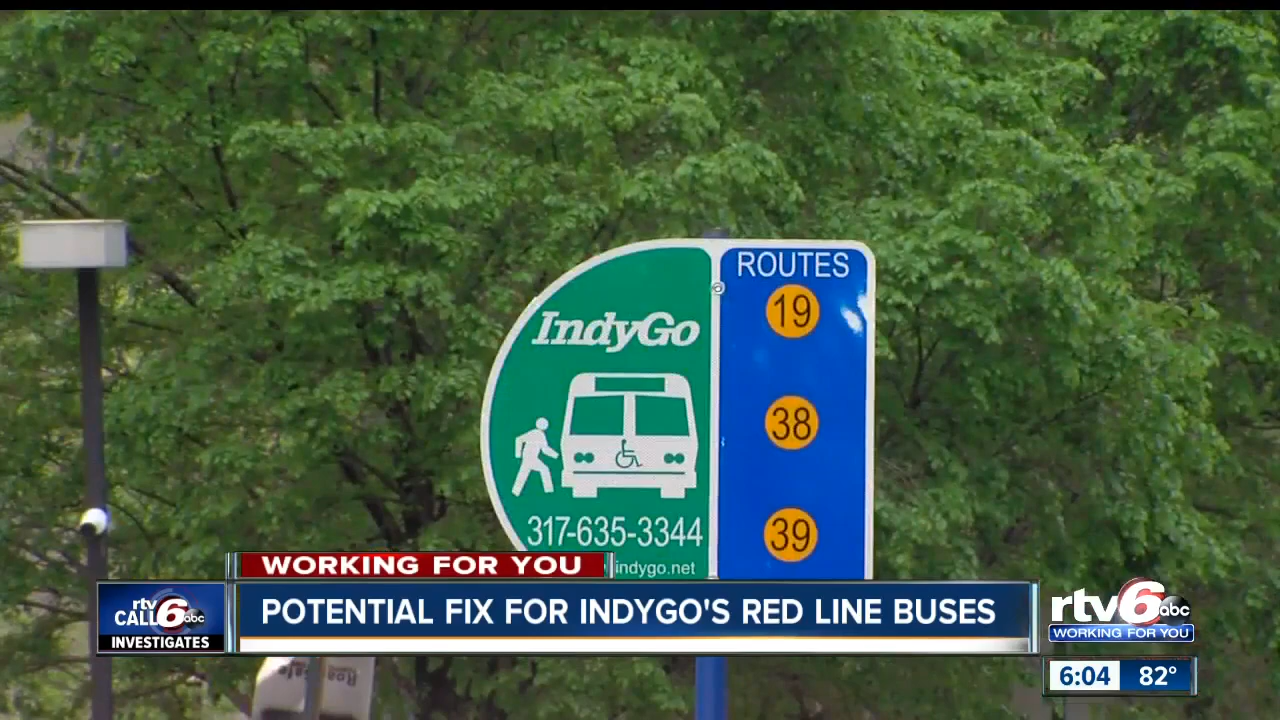 ROUTES
19
IndyGo
38
317-635-3344
39
indygo.net
WORKING FOR YOU
rtv6 abc
CALL 6
INVESTIGATES
POTENTIAL FIX FOR INDYGO'S RED LINE BUSES
rtv6 abc
WORKING FOR YOU
6:04 82°